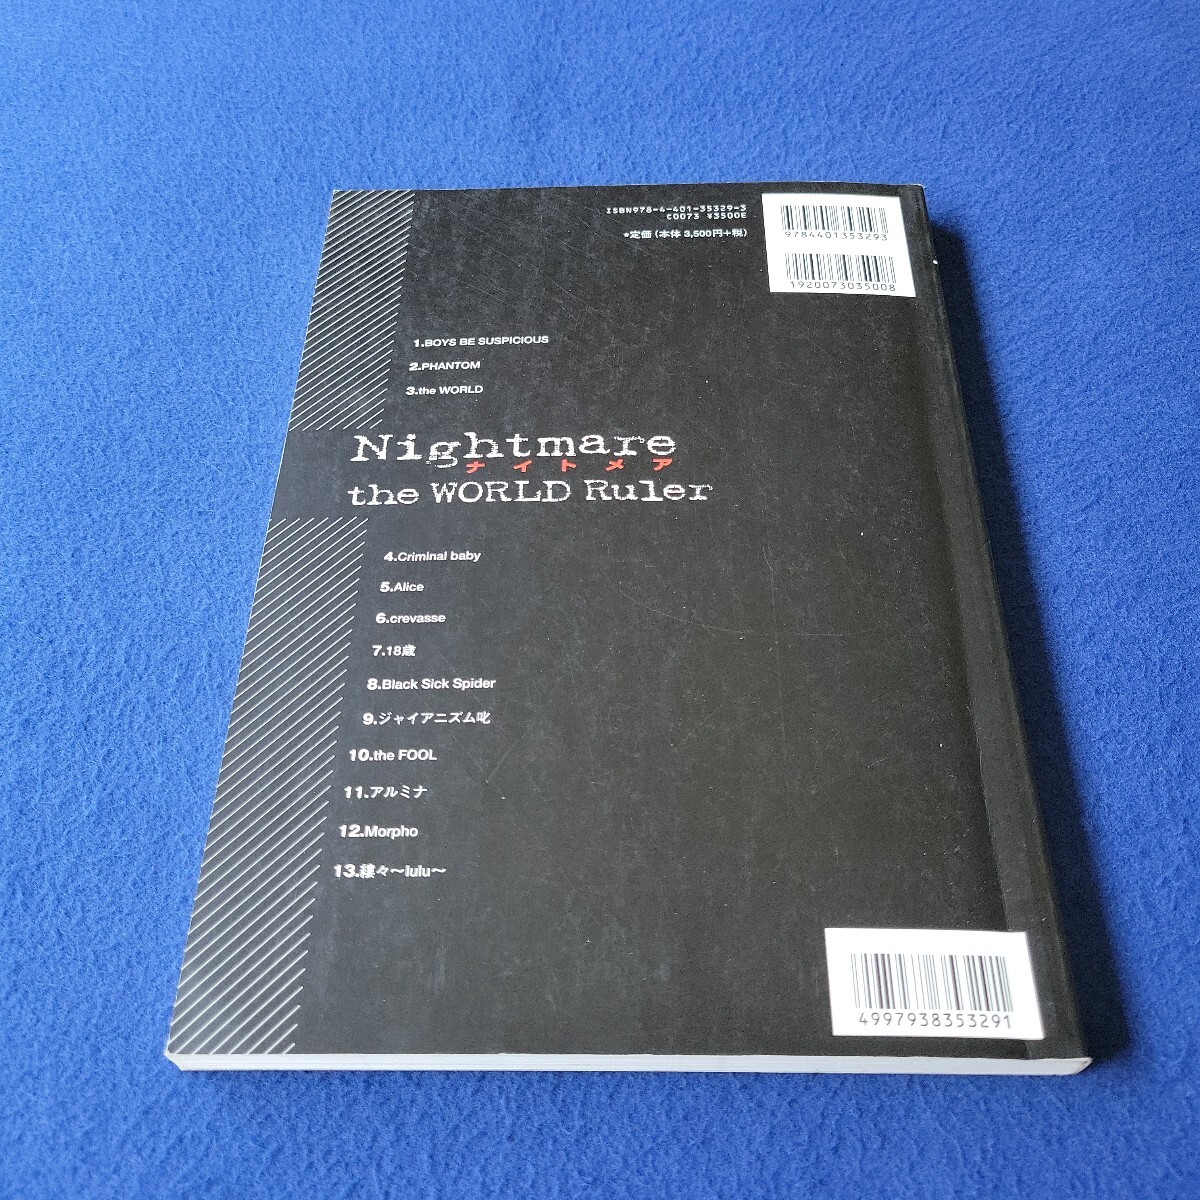 ISBN978-4-401-35329-3
C0073 ¥3500E
*定価(本体3,500円+税)
9784401353293
1920073035008
1.BOYS BE SUSPICIOUS
2.PHANTOM
3.the WORLD
Nightmare
ナイトメア
the WORLD Ruler
4.Criminal baby
5.Alice
6.crevasse
7.18歳
8.Black Sick Spider
9.ジャイアニズム叱
10.the FOOL
11.アルミナ
12.Morpho
13.縷々〜lulu〜
4997938353291